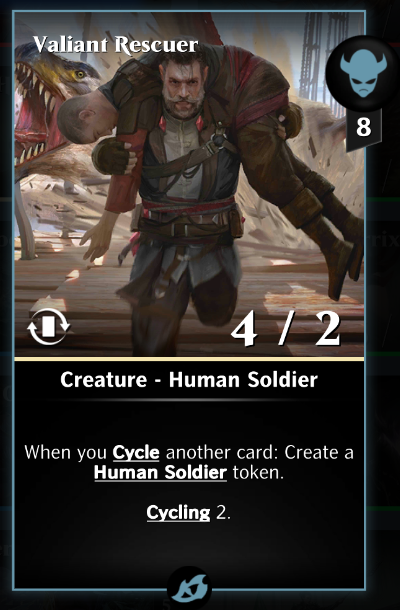 Valiant Rescuer
8
4 / 2
Creature - Human Soldier
When you Cycle another card: Create a
Human Soldier token.
Cycling 2.